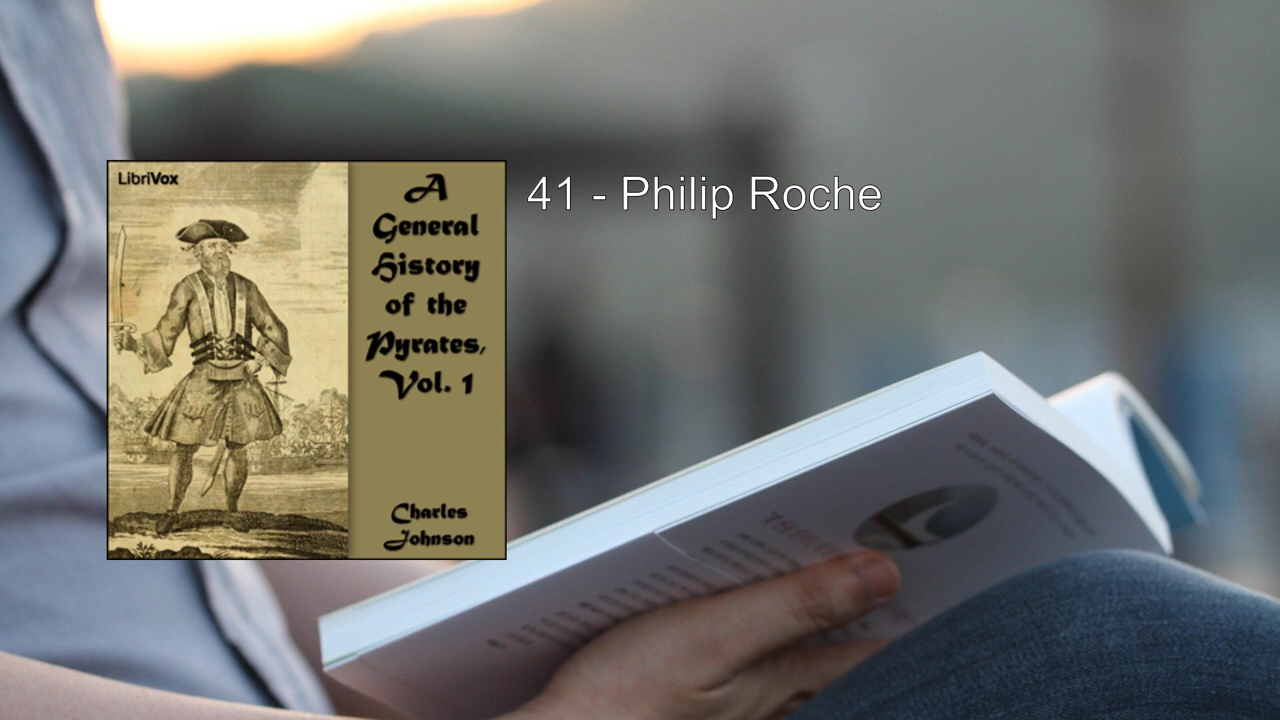 LibriVox
A
General
History
of the
Pyrates,
Vol. 1
Charles
Johnson
41 - Philip Roche